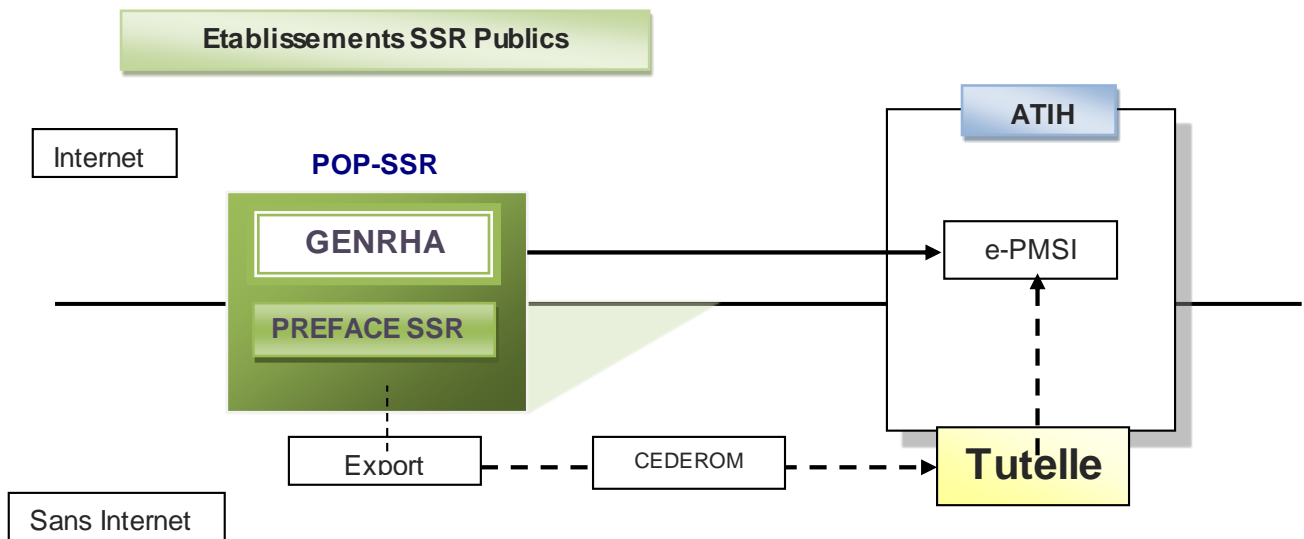 Etablissements SSR Publics
ATIH
Internet
POP-SSR
GENRHA
e-PMSI
PREFACE SSR
Export
CEDEROM
Tutelle
Sans Internet